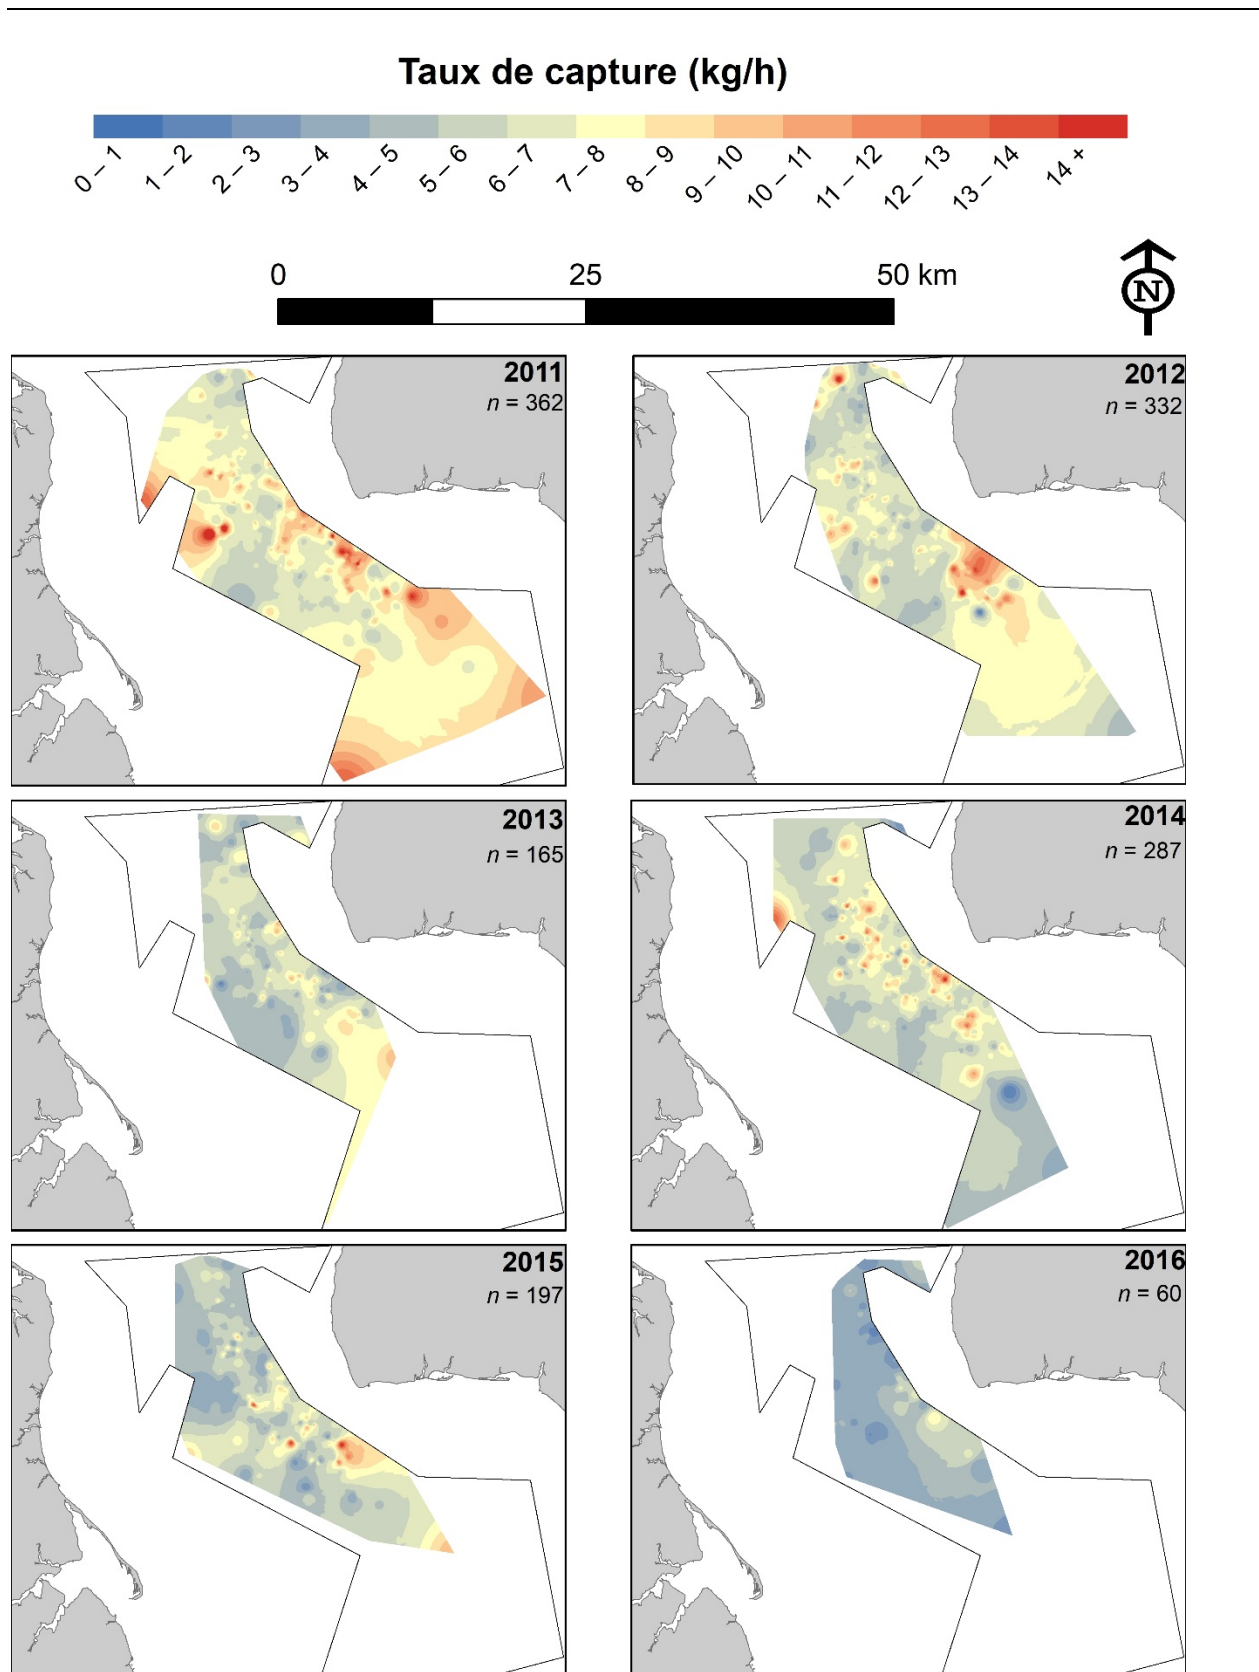 Taux de capture (kg/h)
0 – 1
1 – 2
2 – 3
3 – 4
4 – 5
5 – 6
6 – 7
7 – 8
8 – 9
9 – 10
10 – 11
11 – 12
12 – 13
13 – 14
14 +
0 25 50 km
N
2011
n = 362
2012
n = 332
2013
n = 165
2014
n = 287
2015
n = 197
2016
n = 60